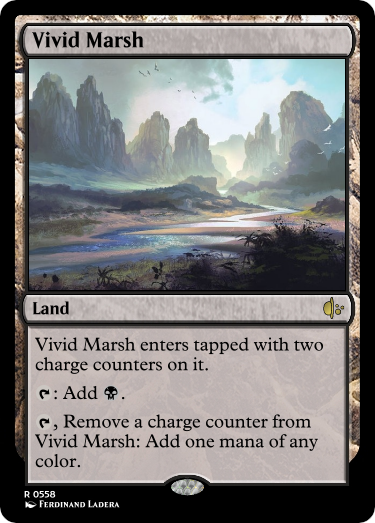 Vivid Marsh
Land
Vivid Marsh enters tapped with two
charge counters on it.
: Add .
, Remove a charge counter from
Vivid Marsh: Add one mana of any
color.
R 0558
Ferdinand Ladera